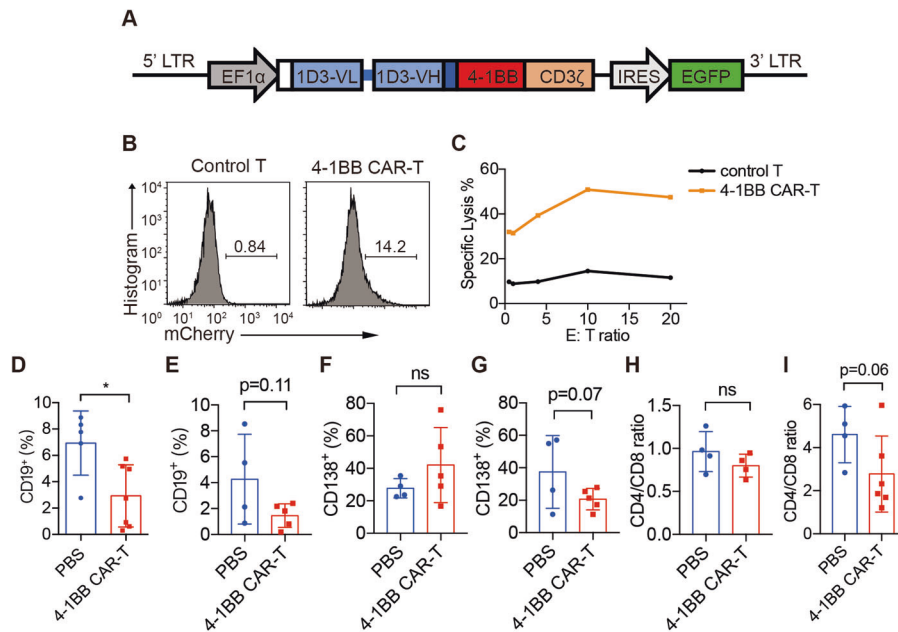 A
5' LTR
3' LTR
EF1α
1D3-VL
1D3-VH
4-1BB
CD3ζ
IRES
EGFP
B
Control T
4-1BB CAR-T
Histogram
10⁴
10³
10²
10¹
10⁰ 10¹ 10² 10³ 10⁴
0.84
14.2
10⁰ 10¹ 10² 10³ 10⁴
mCherry
C
control T
4-1BB CAR-T
Specific Lysis %
60
40
20
0
0 5 10 15 20
E: T ratio
D
*
CD19⁺ (%)
10
8
6
4
2
0
PBS
4-1BB CAR-T
E
p=0.11
CD19⁺ (%)
10
8
6
4
2
0
PBS
4-1BB CAR-T
F
ns
CD138⁺ (%)
80
60
40
20
0
PBS
4-1BB CAR-T
G
p=0.07
CD138⁺ (%)
80
60
40
20
0
PBS
4-1BB CAR-T
H
ns
CD4/CD8 ratio
1.5
1.0
0.5
0.0
PBS
4-1BB CAR-T
I
p=0.06
CD4/CD8 ratio
8
6
4
2
0
PBS
4-1BB CAR-T